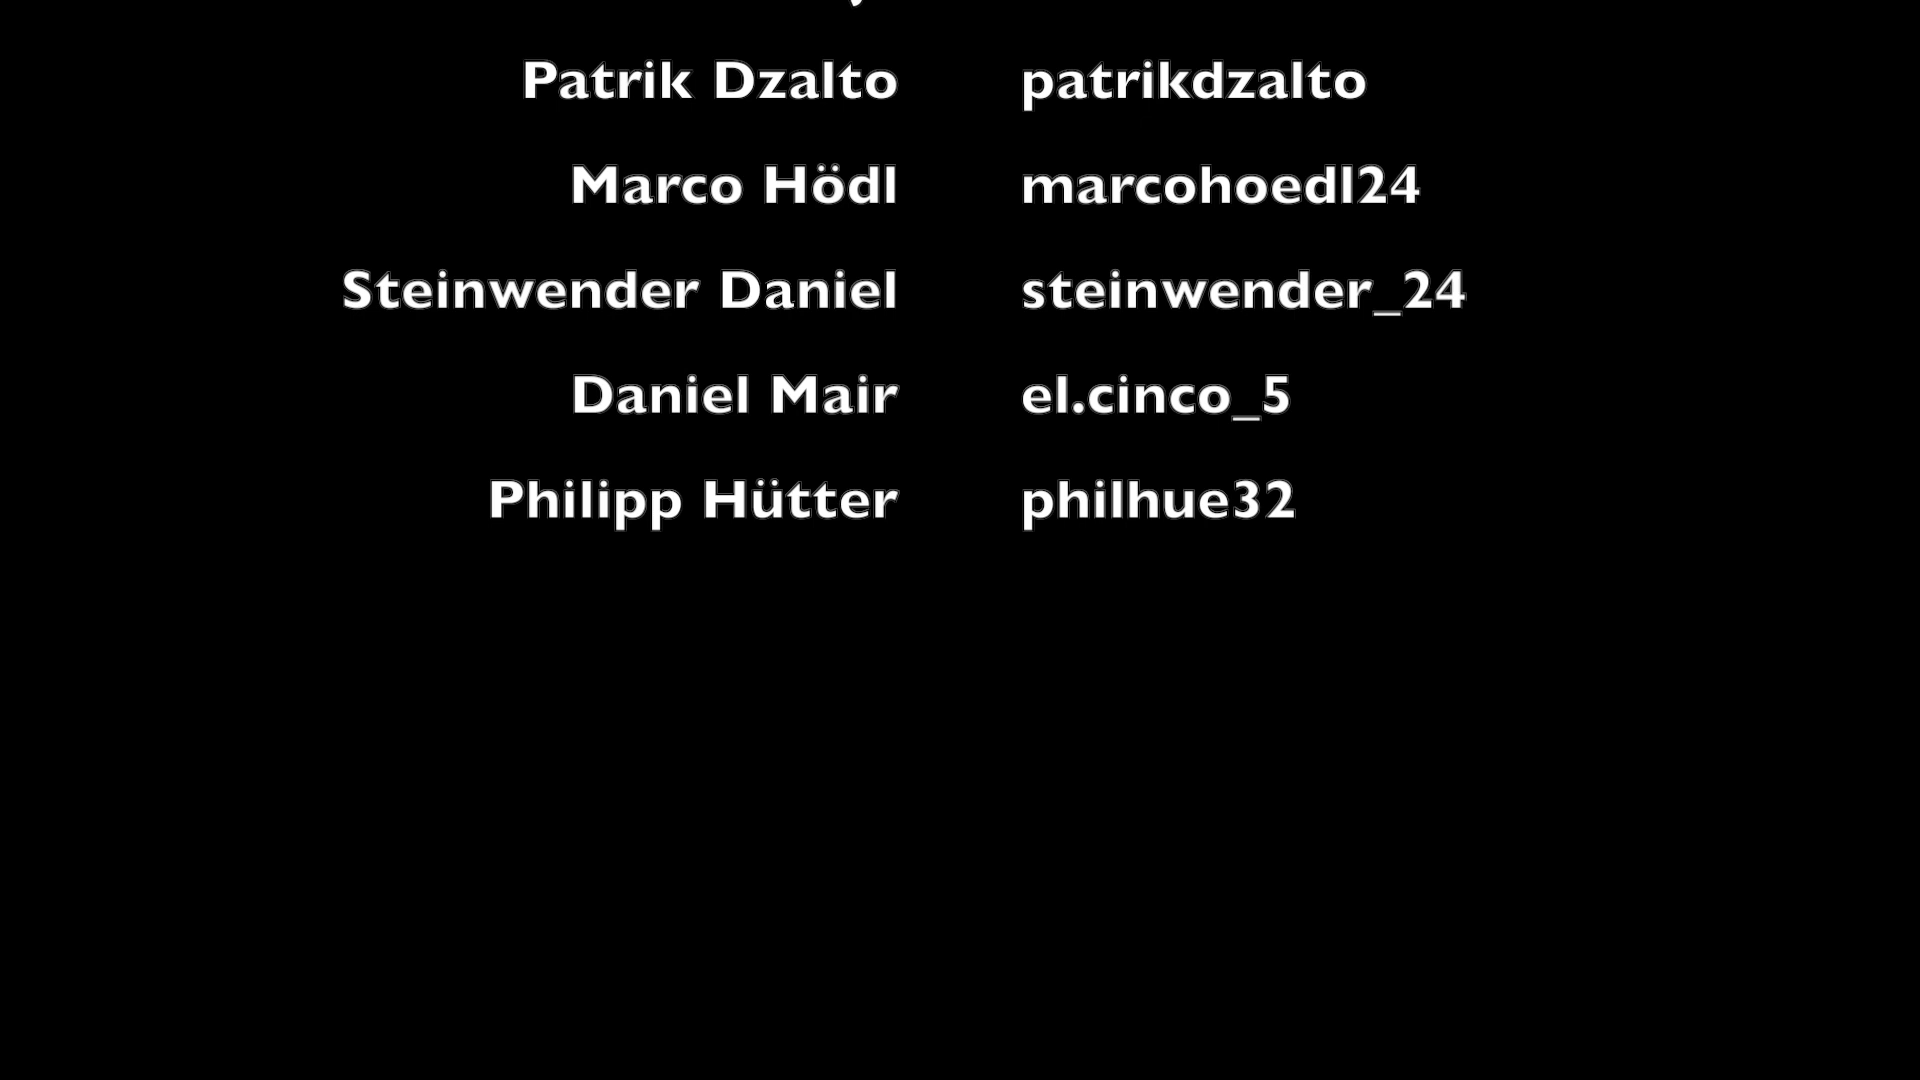 Patrik Dzalto patrikdzalto
Marco Hödl marcohoedl24
Steinwender Daniel steinwender_24
Daniel Mair el.cinco_5
Philipp Hütter philhue32